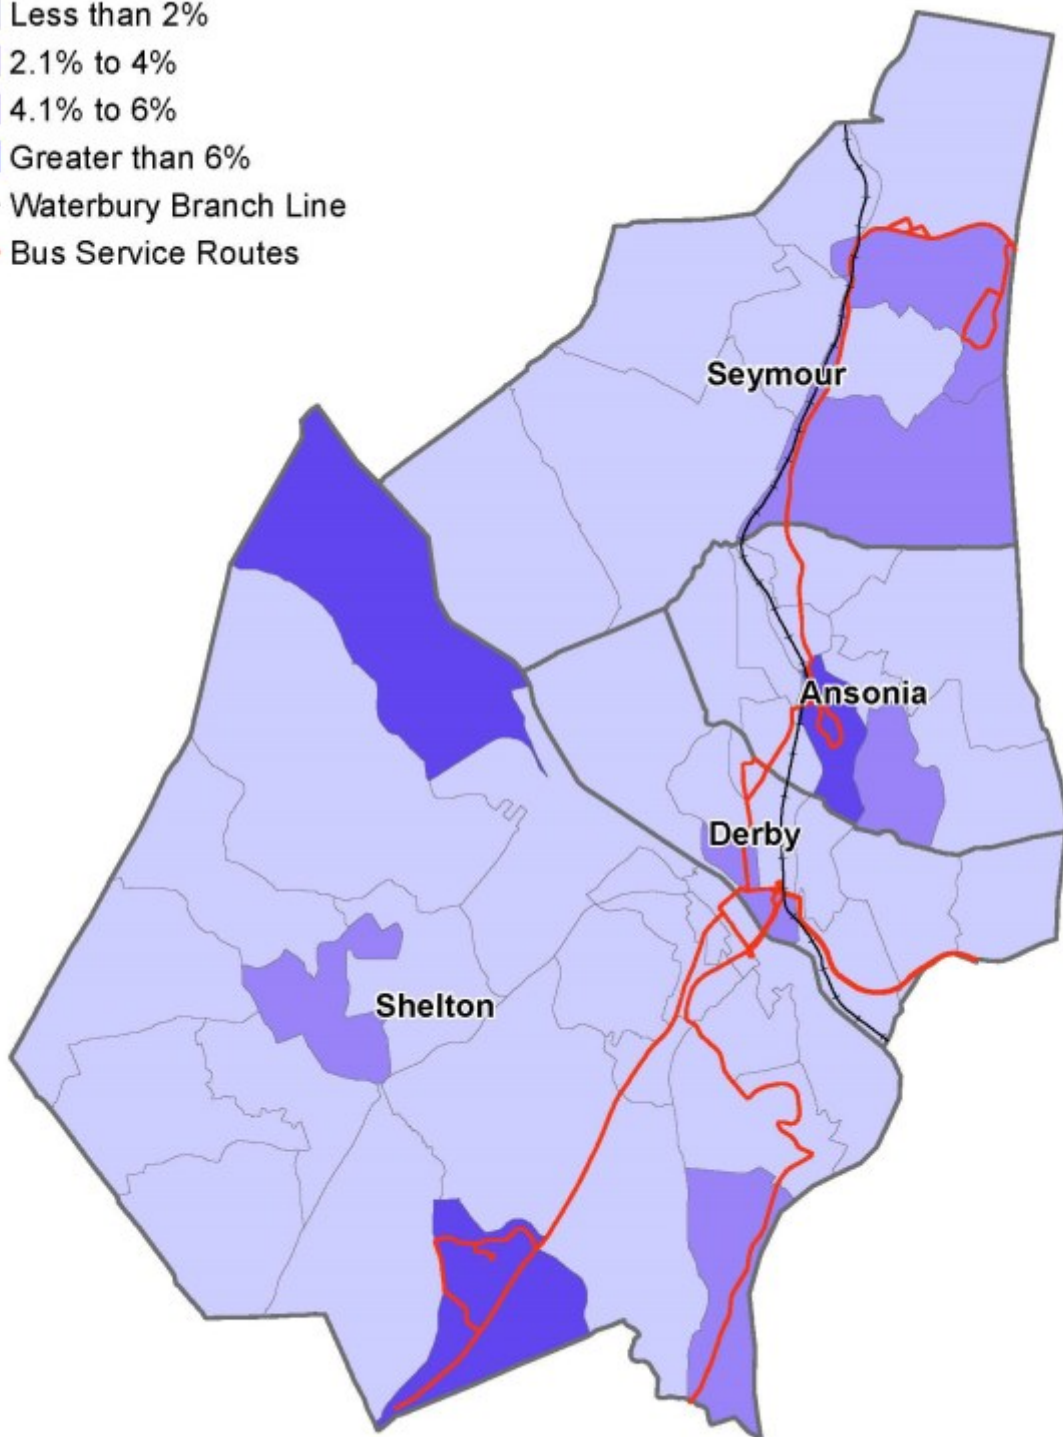 Less than 2%
2.1% to 4%
4.1% to 6%
Greater than 6%
Waterbury Branch Line
Bus Service Routes
Seymour
Ansonia
Derby
Shelton